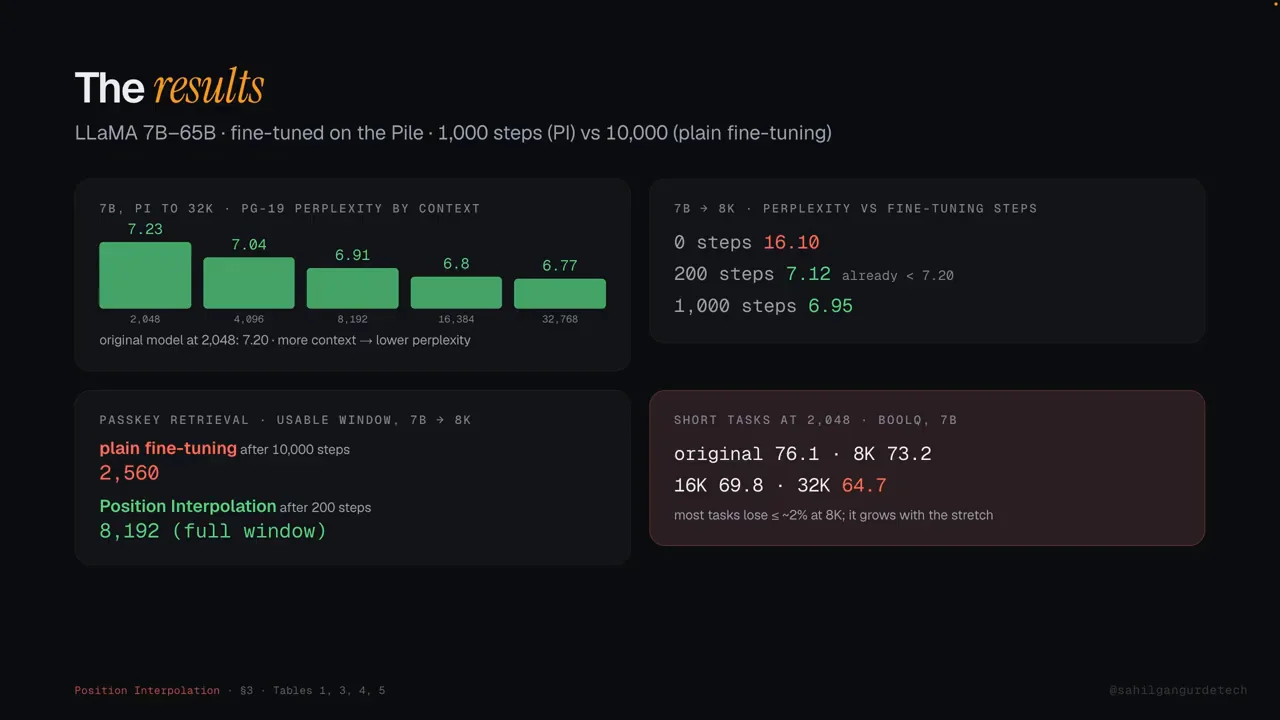 The results
LLaMA 7B–65B · fine-tuned on the Pile · 1,000 steps (PI) vs 10,000 (plain fine-tuning)
7B, PI TO 32K · PG-19 PERPLEXITY BY CONTEXT
7.23 7.04 6.91 6.8 6.77
2,048 4,096 8,192 16,384 32,768
original model at 2,048: 7.20 · more context → lower perplexity
7B → 8K · PERPLEXITY VS FINE-TUNING STEPS
0 steps 16.10
200 steps 7.12 already < 7.20
1,000 steps 6.95
PASSKEY RETRIEVAL · USABLE WINDOW, 7B → 8K
plain fine-tuning after 10,000 steps
2,560
Position Interpolation after 200 steps
8,192 (full window)
SHORT TASKS AT 2,048 · BOOLQ, 7B
original 76.1 · 8K 73.2
16K 69.8 · 32K 64.7
most tasks lose ≤ ~2% at 8K; it grows with the stretch
Position Interpolation · §3 · Tables 1, 3, 4, 5
@sahilgangurdetech